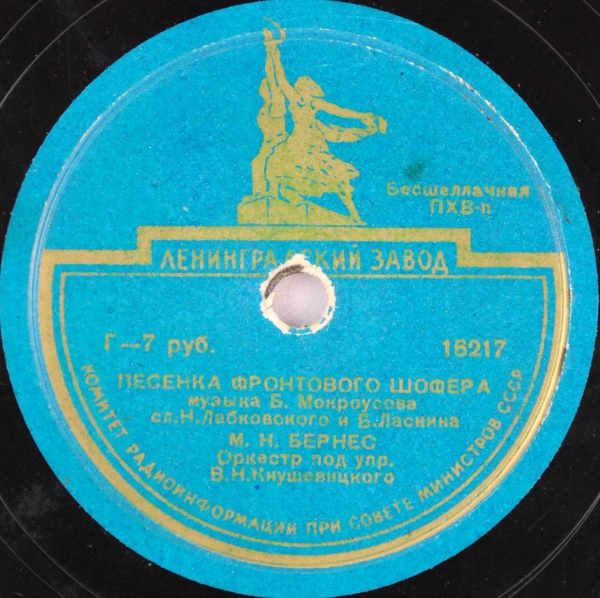 Бесшеллачная
ПХВ-п
ЛЕНИНГРАДСКИЙ ЗАВОД
Г—7 руб.
16217
ПЕСЕНКА ФРОНТОВОГО ШОФЕРА
музыка Б. Мокроусова
сл. Н. Лабковского и Б. Ласкина
М. Н. БЕРНЕС
Оркестр под упр.
В. Н. Кнушевицкого
КОМИТЕТ РАДИОИНФОРМАЦИИ ПРИ СОВЕТЕ МИНИСТРОВ СССР